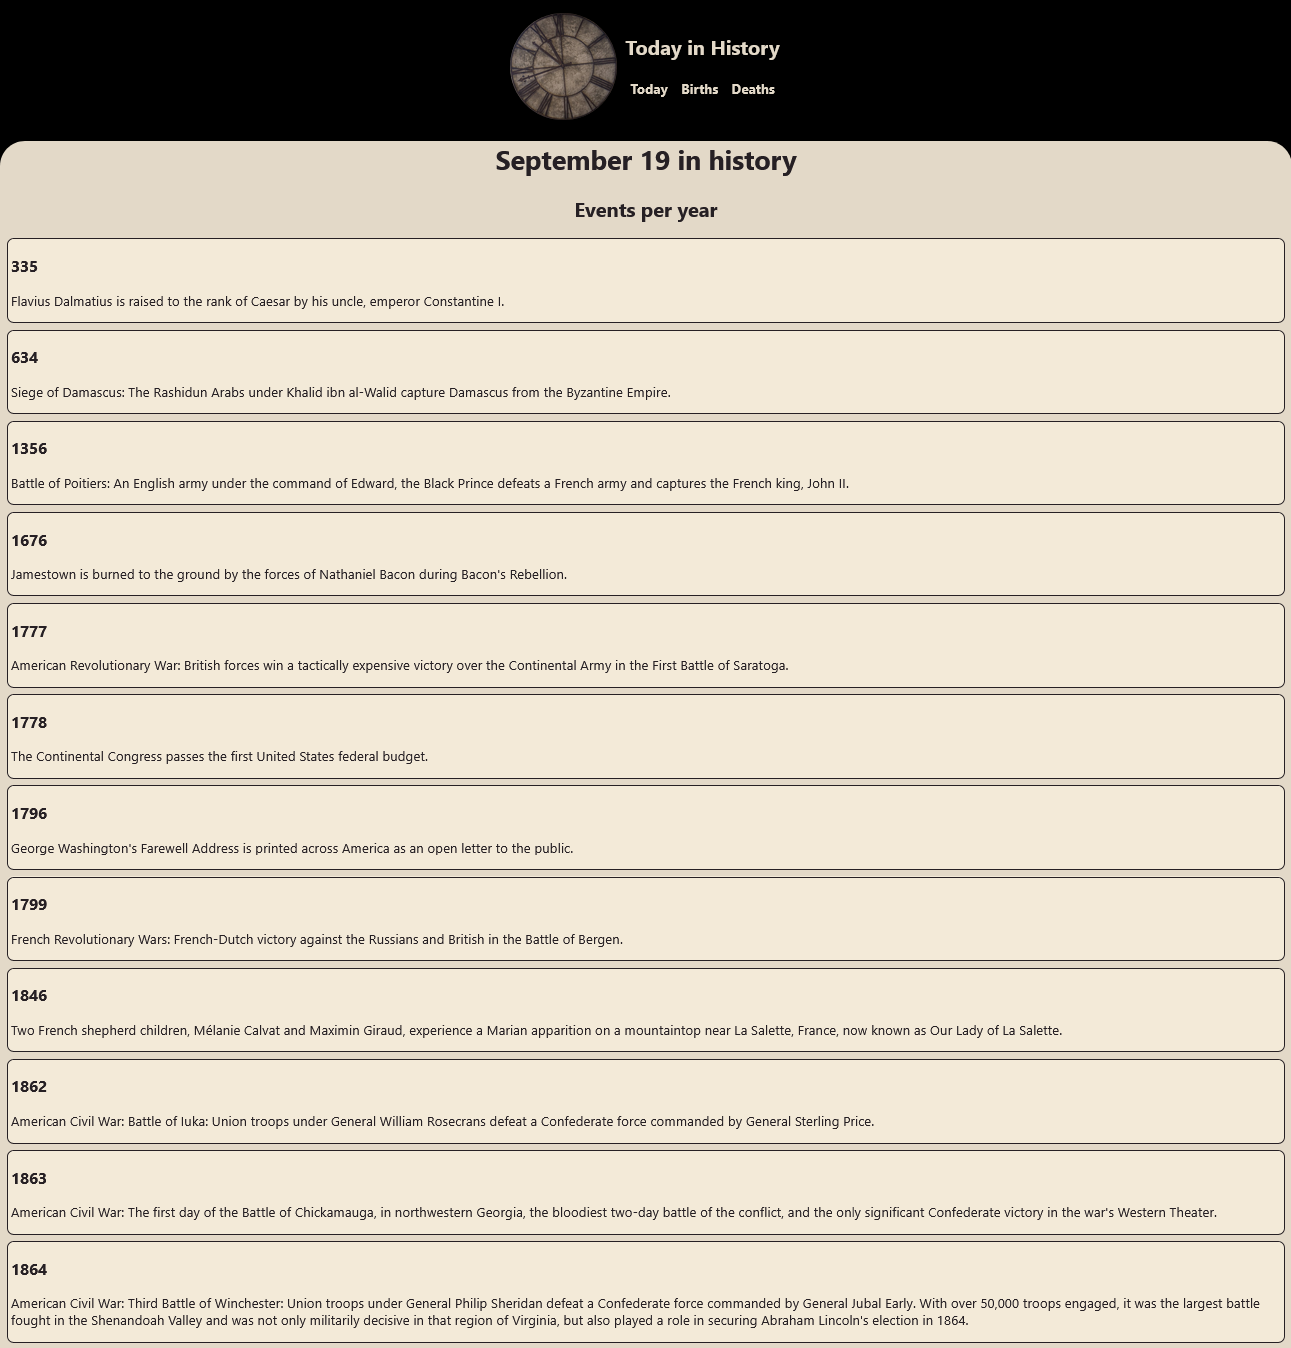 Today in History
Today Births Deaths
September 19 in history
Events per year
335
Flavius Dalmatius is raised to the rank of Caesar by his uncle, emperor Constantine I.
634
Siege of Damascus: The Rashidun Arabs under Khalid ibn al-Walid capture Damascus from the Byzantine Empire.
1356
Battle of Poitiers: An English army under the command of Edward, the Black Prince defeats a French army and captures the French king, John II.
1676
Jamestown is burned to the ground by the forces of Nathaniel Bacon during Bacon's Rebellion.
1777
American Revolutionary War: British forces win a tactically expensive victory over the Continental Army in the First Battle of Saratoga.
1778
The Continental Congress passes the first United States federal budget.
1796
George Washington's Farewell Address is printed across America as an open letter to the public.
1799
French Revolutionary Wars: French-Dutch victory against the Russians and British in the Battle of Bergen.
1846
Two French shepherd children, Mélanie Calvat and Maximin Giraud, experience a Marian apparition on a mountaintop near La Salette, France, now known as Our Lady of La Salette.
1862
American Civil War: Battle of Iuka: Union troops under General William Rosecrans defeat a Confederate force commanded by General Sterling Price.
1863
American Civil War: The first day of the Battle of Chickamauga, in northwestern Georgia, the bloodiest two-day battle of the conflict, and the only significant Confederate victory in the war's Western Theater.
1864
American Civil War: Third Battle of Winchester: Union troops under General Philip Sheridan defeat a Confederate force commanded by General Jubal Early. With over 50,000 troops engaged, it was the largest battle
fought in the Shenandoah Valley and was not only militarily decisive in that region of Virginia, but also played a role in securing Abraham Lincoln's election in 1864.